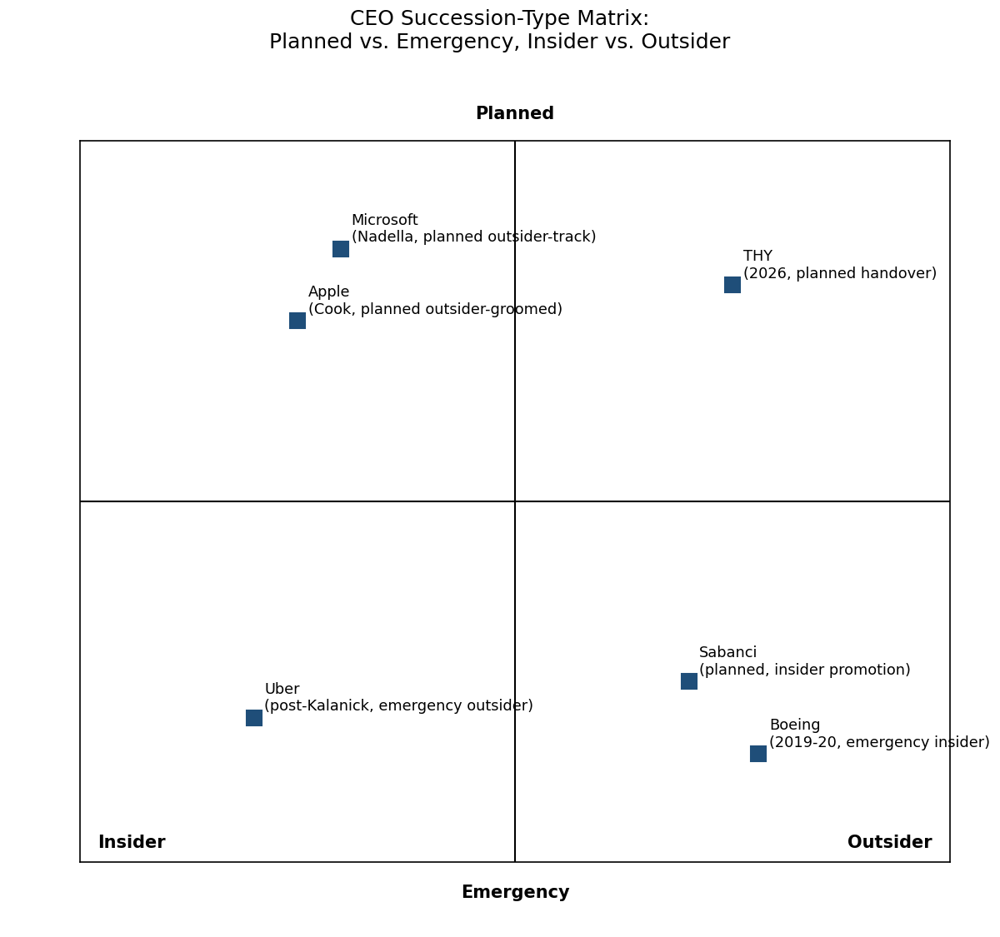 CEO Succession-Type Matrix:
Planned vs. Emergency, Insider vs. Outsider
Planned
Microsoft
(Nadella, planned outsider-track)
THY
(2026, planned handover)
Apple
(Cook, planned outsider-groomed)
Sabanci
(planned, insider promotion)
Uber
(post-Kalanick, emergency outsider)
Boeing
(2019-20, emergency insider)
Insider
Outsider
Emergency